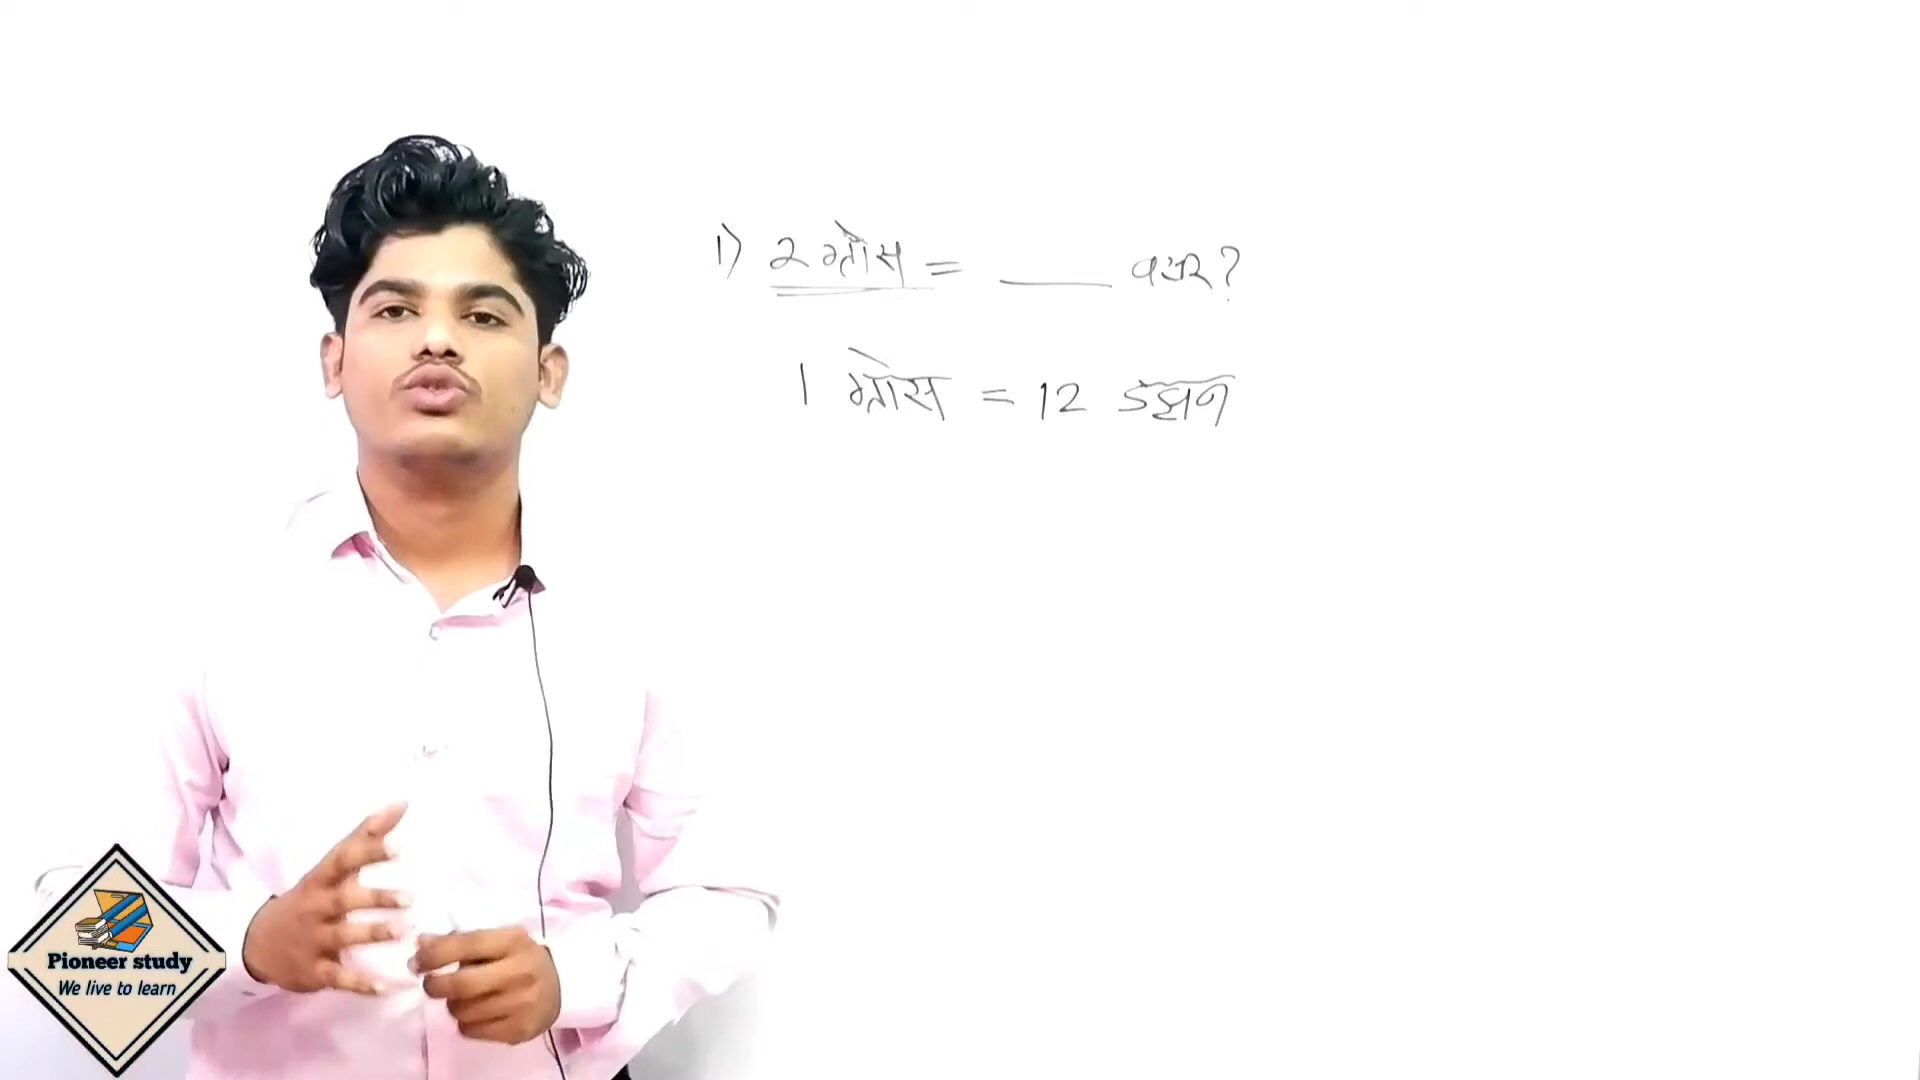 1) 2 ग्रोस = ____ नग?
1 ग्रोस = 12 डझन
Pioneer study
We live to learn